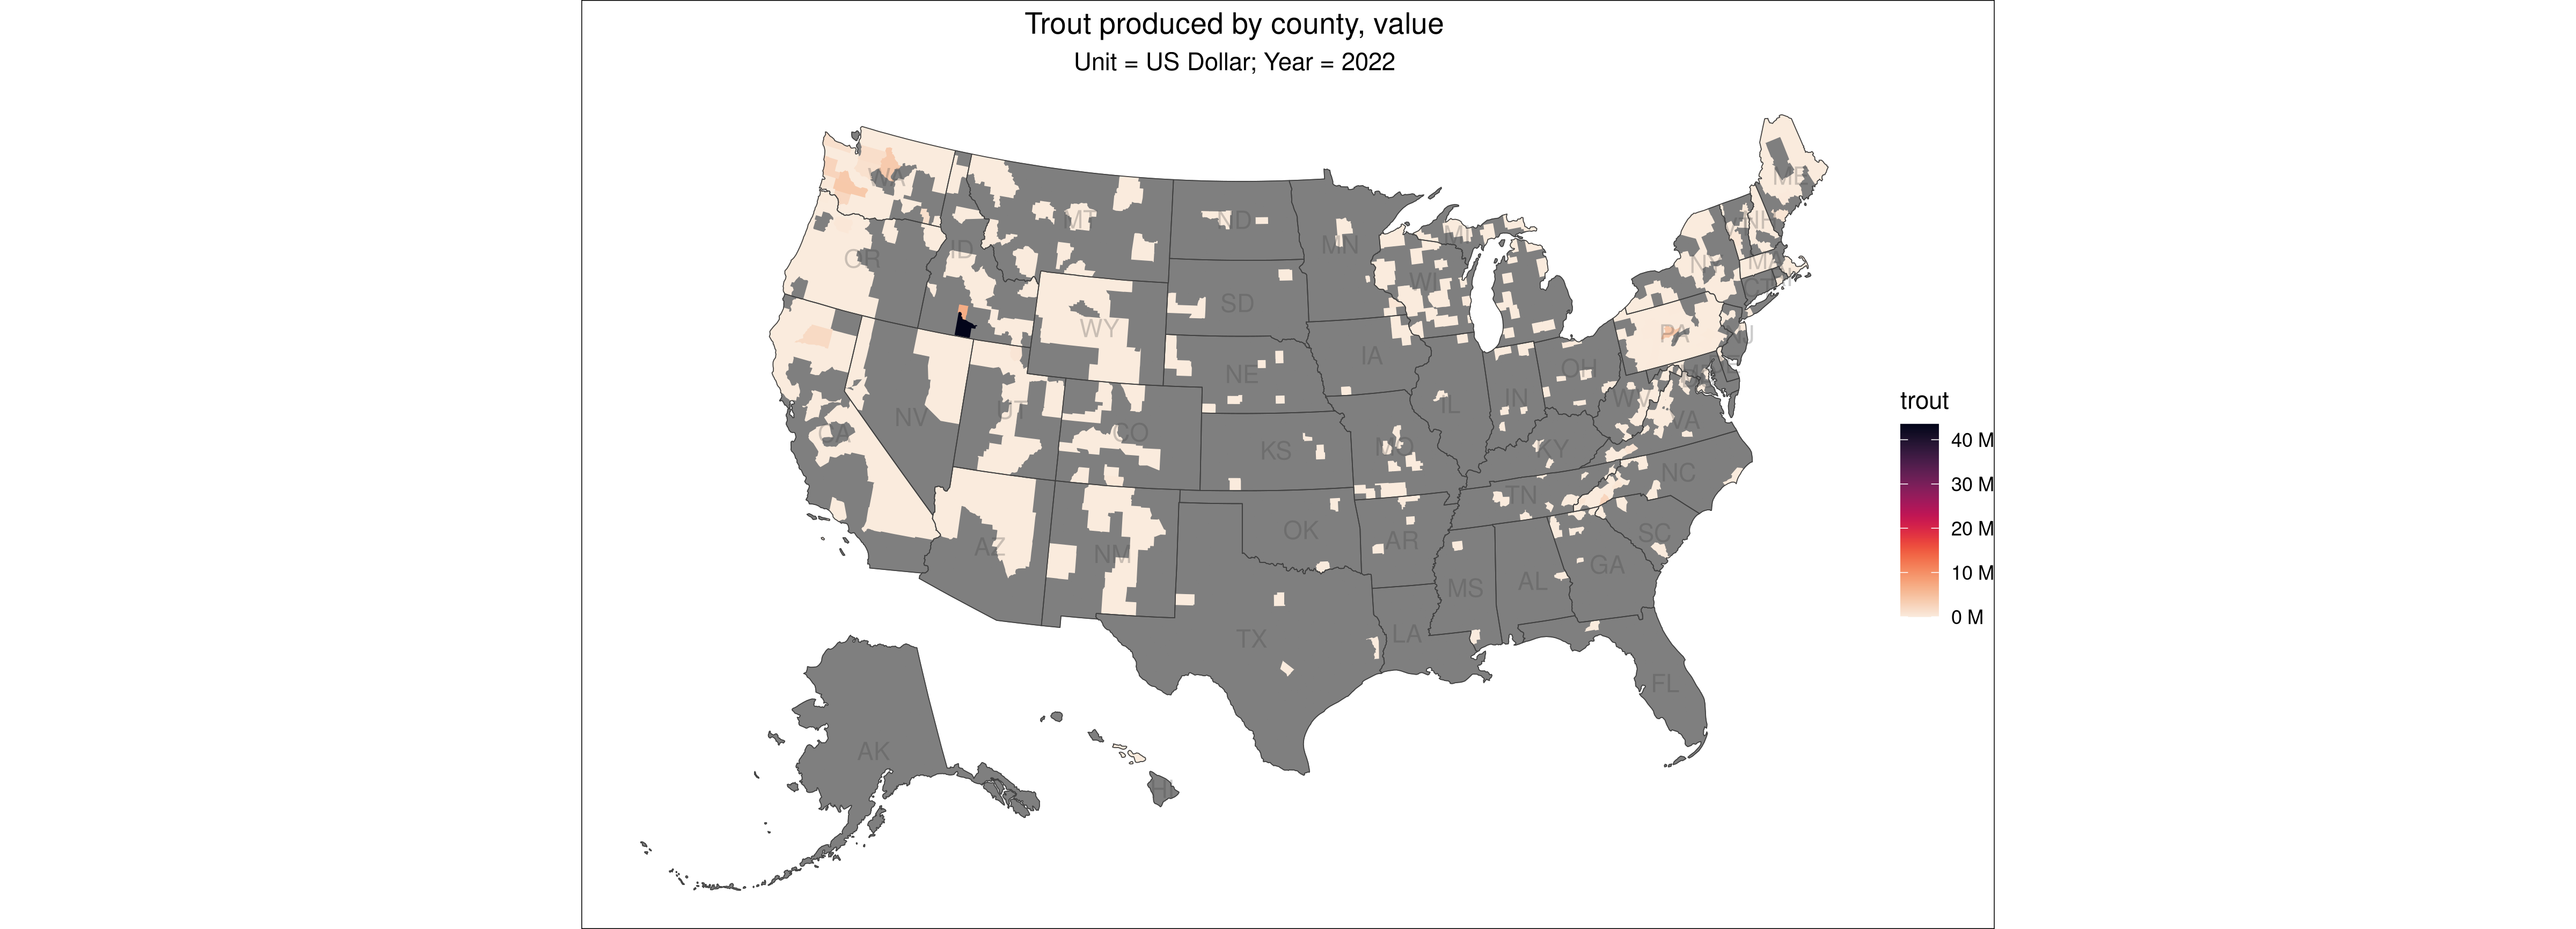 Trout produced by county, value
Unit = US Dollar; Year = 2022
WA
MT
ND
MN
MI
ME
NH
OR
ID
WI
NY
MA
CT
RI
SD
WY
PA
NJ
IA
NE
OH
IL
IN
WV
MD
DE
NV
UT
CO
CA
KS
MO
KY
VA
NC
TN
OK
AR
SC
AZ
NM
MS
AL
GA
TX
LA
FL
AK
HI
trout
40 M
30 M
20 M
10 M
0 M